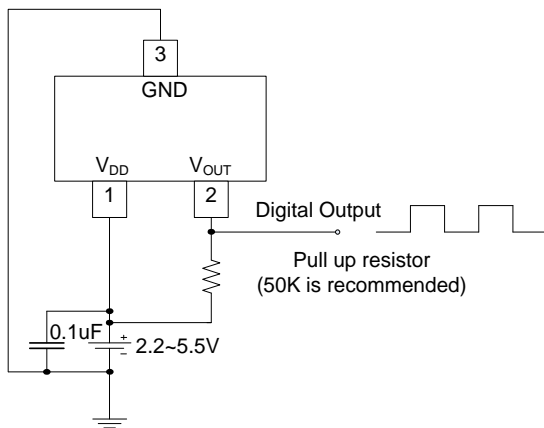 3
GND
VDD
VOUT
1
2
Digital Output
Pull up resistor
(50K is recommended)
0.1uF
+
2.2~5.5V
-